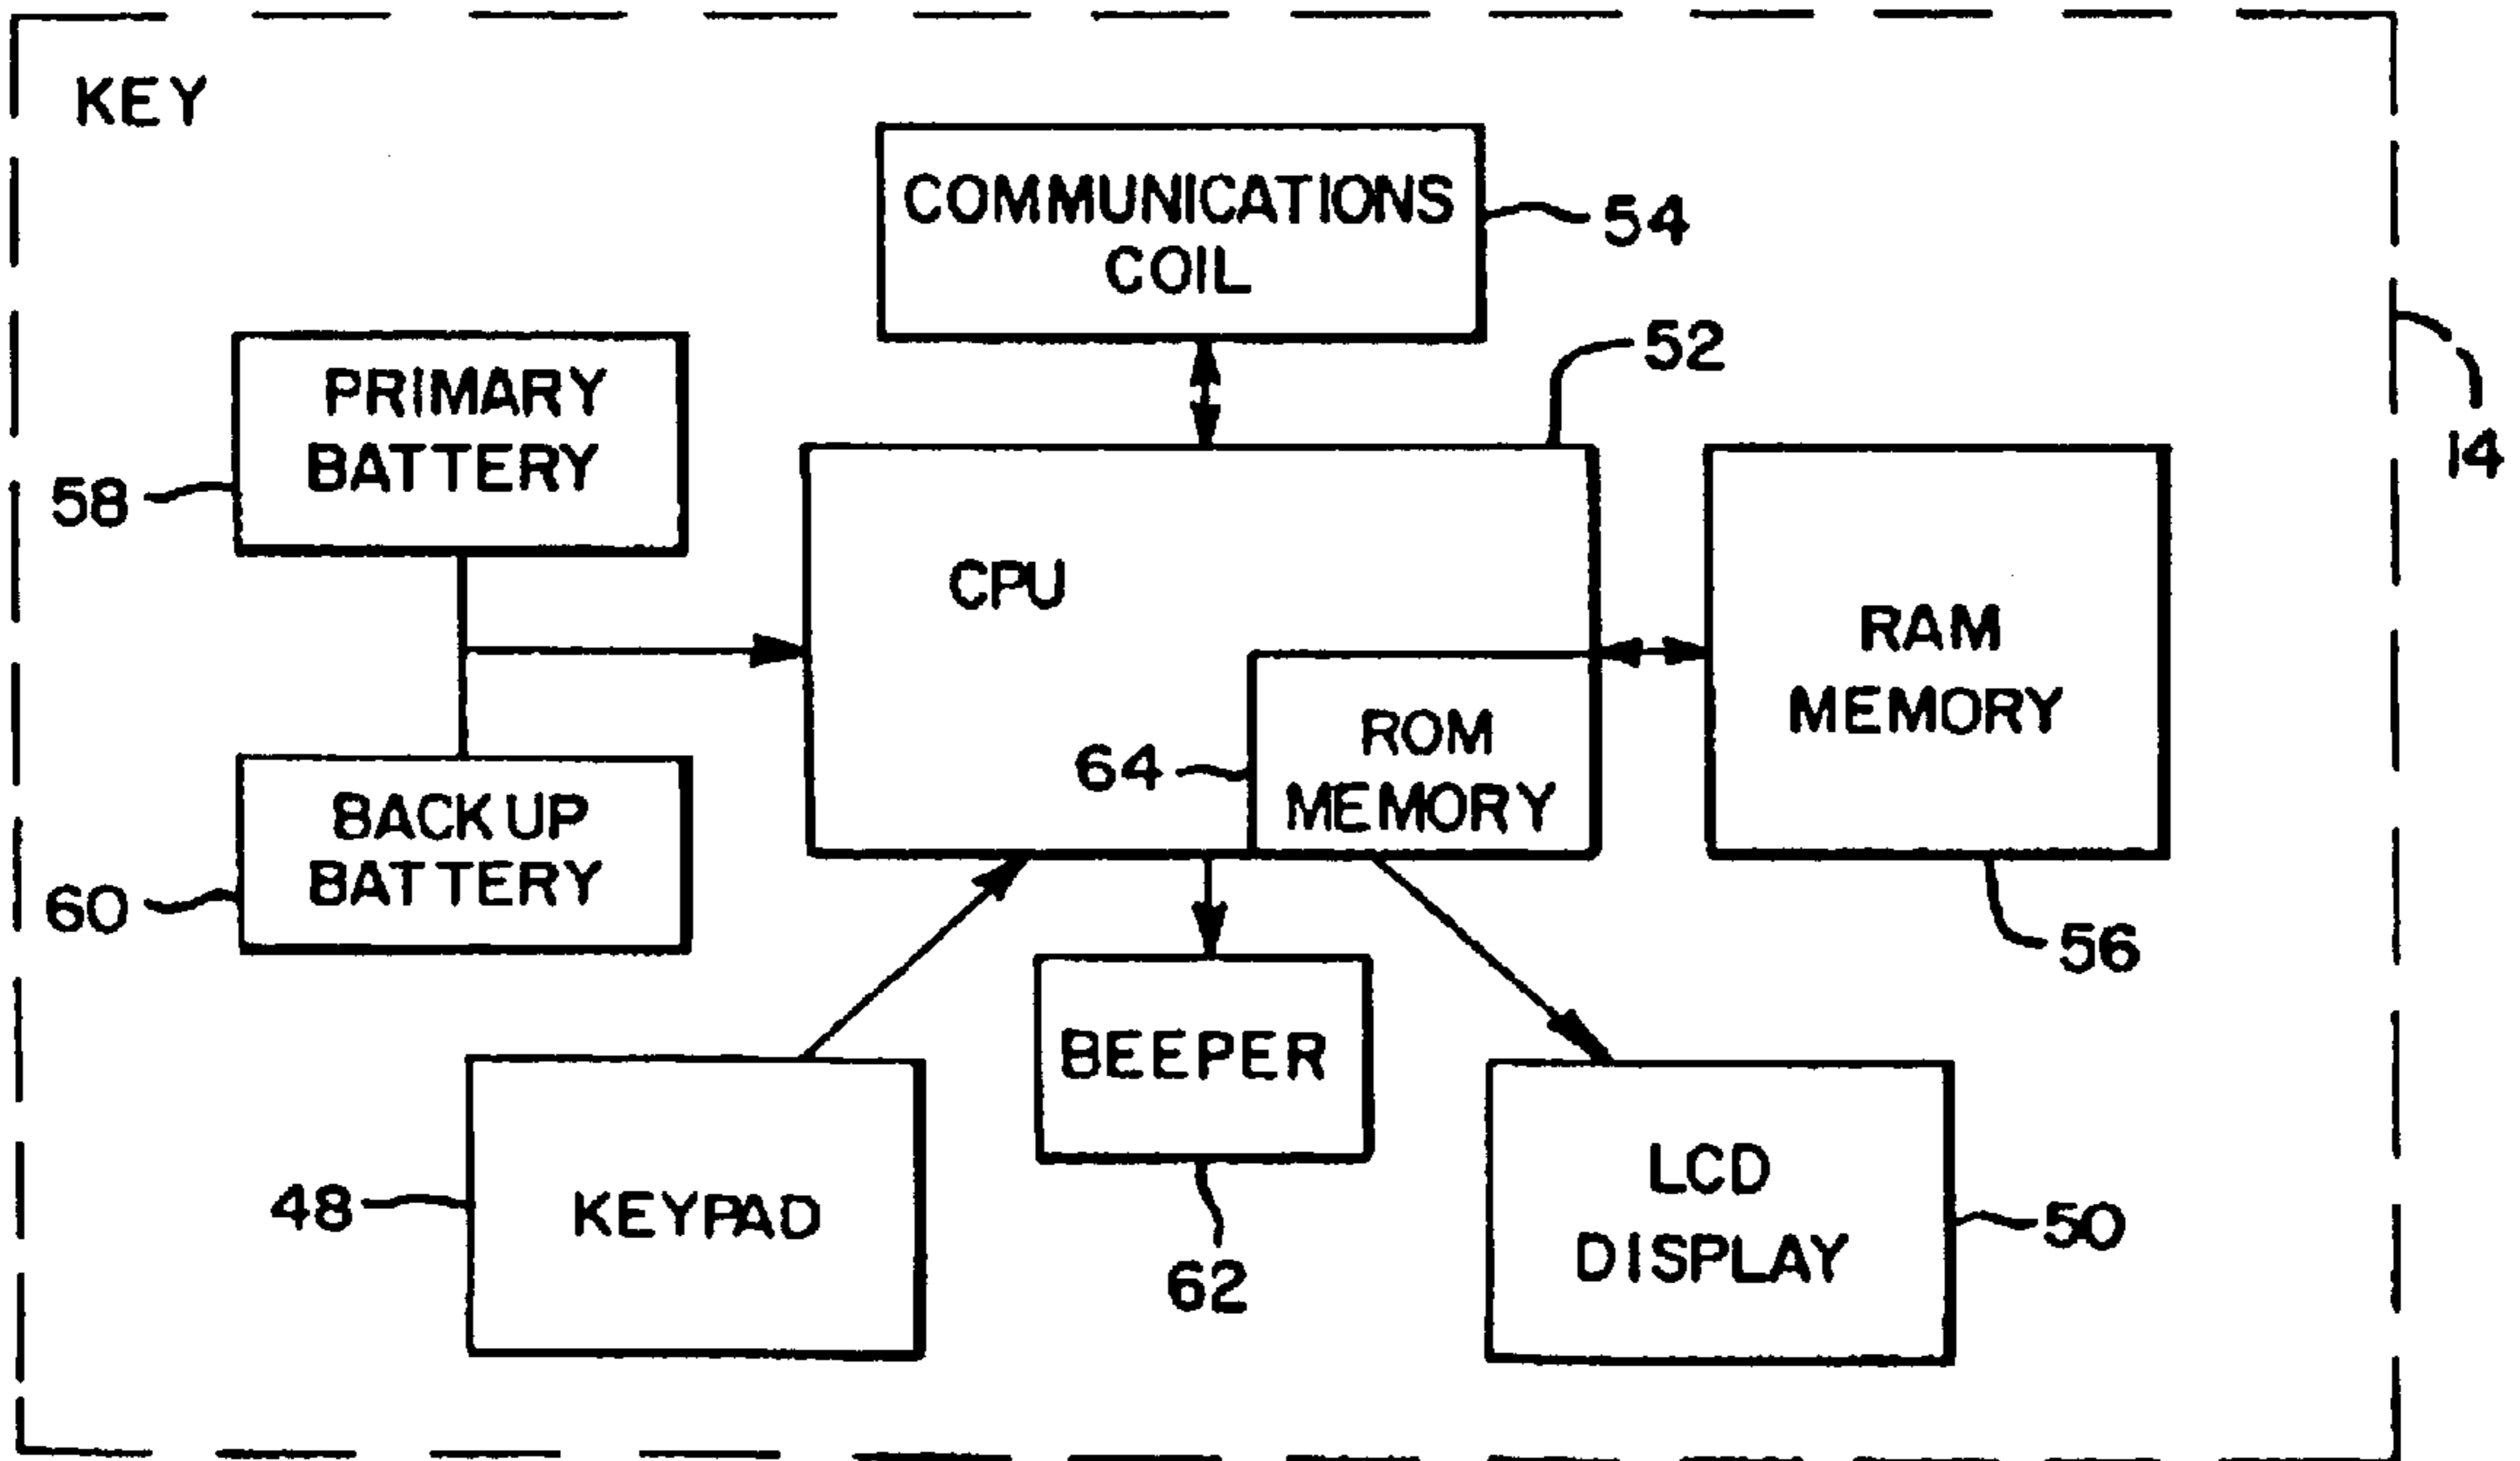 KEY
COMMUNICATIONS
COIL
54
52
14
PRIMARY
BATTERY
58
CPU
RAM
MEMORY
56
ROM
MEMORY
64
BACK UP
BATTERY
60
BEEPER
62
KEYPAD
48
LCD
DISPLAY
50